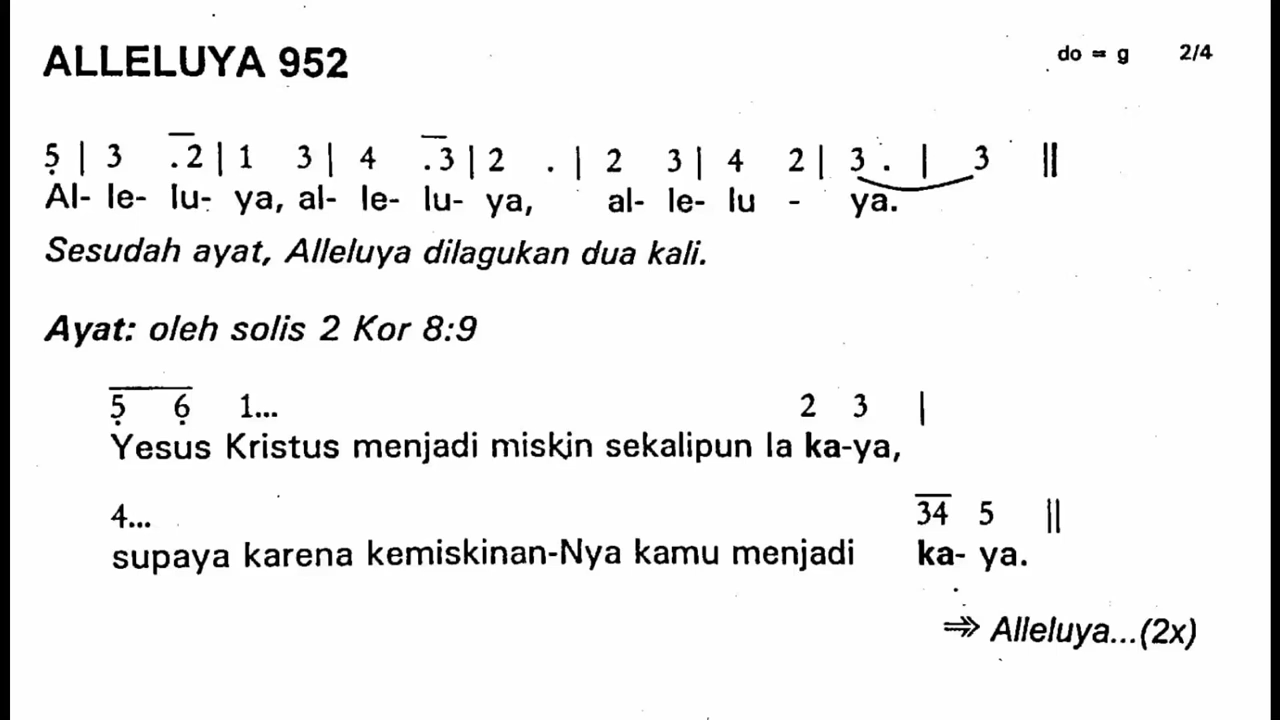 ALLELUYA 952 do = g 2/4
5̣ | 3 .̅2̅ | 1 3 | 4 .̅3̅ | 2 . | 2 3 | 4 2 | 3 . | 3 ||
Al- le- lu- ya, al- le- lu- ya, al- le- lu - ya.
Sesudah ayat, Alleluya dilagukan dua kali.
Ayat: oleh solis 2 Kor 8:9
5̣ 6̣ 1... 2 3 |
Yesus Kristus menjadi miskin sekalipun Ia ka-ya,
4... 3̅4̅ 5 ||
supaya karena kemiskinan-Nya kamu menjadi ka- ya.
⇒ Alleluya...(2x)